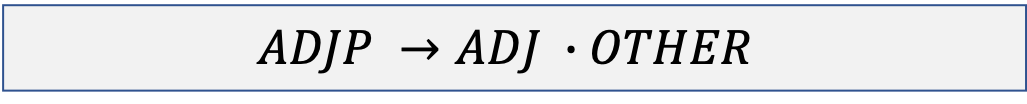 ADJP → ADJ · OTHER